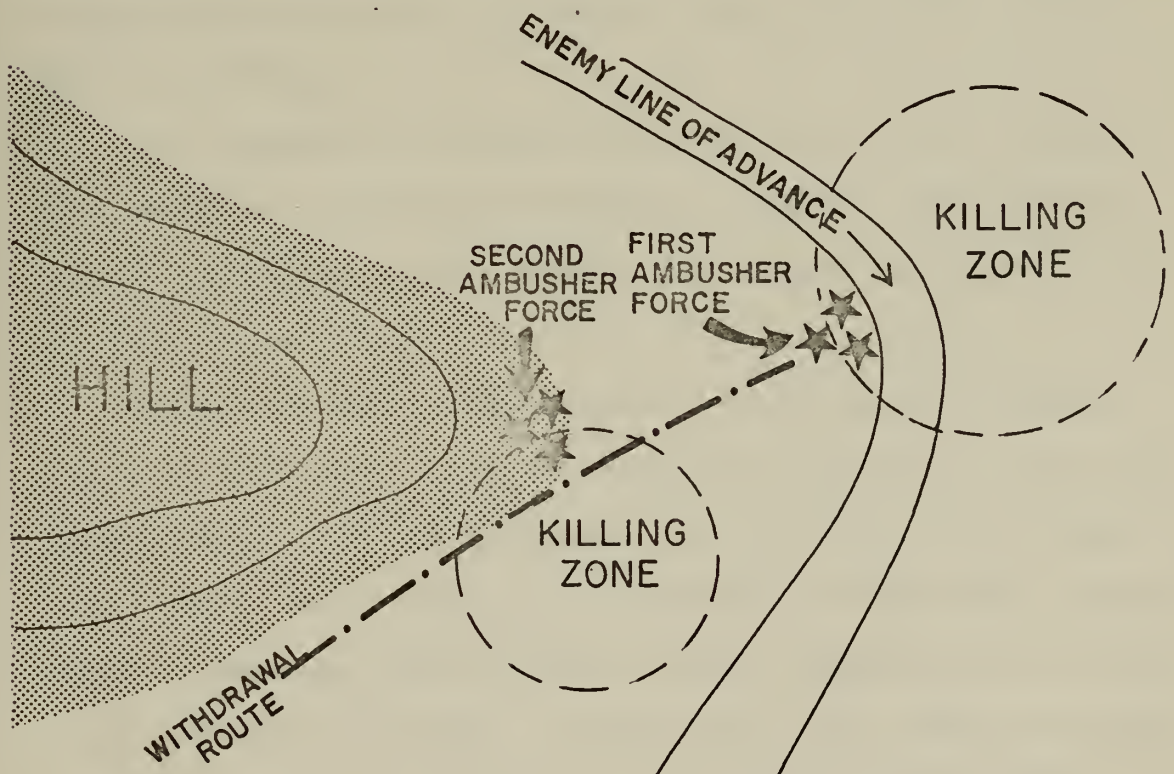 ENEMY LINE OF ADVANCE
KILLING
ZONE
SECOND
AMBUSHER
FORCE
FIRST
AMBUSHER
FORCE
HILL
KILLING
ZONE
WITHDRAWAL
ROUTE